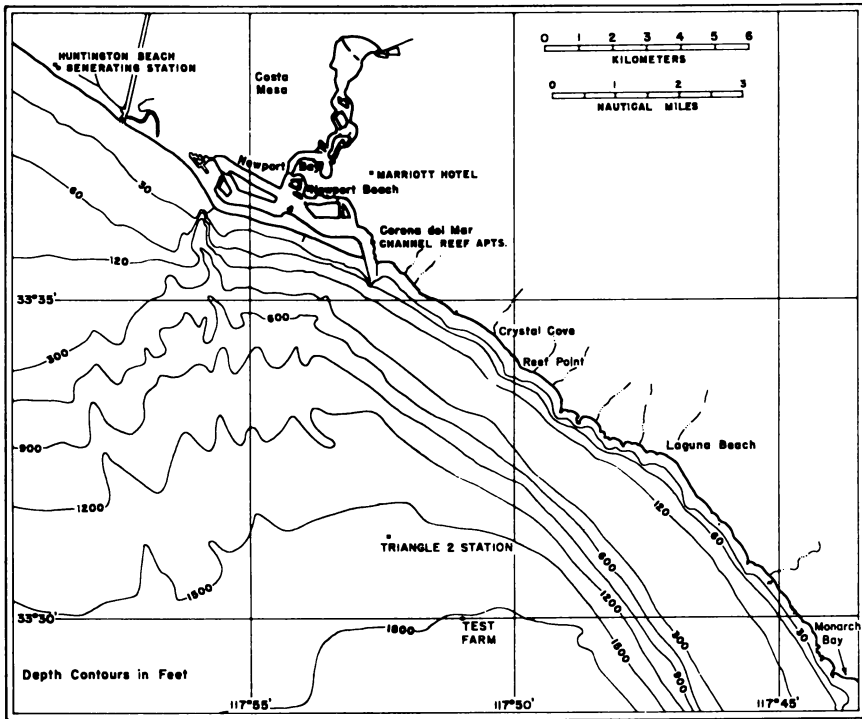 HUNTINGTON BEACH
GENERATING STATION
Costa
Mesa
0 1 2 3 4 5 6
KILOMETERS
0 1 2 3
NAUTICAL MILES
Newport Bay
MARRIOTT HOTEL
Newport Beach
30
60
120
Corona del Mar
CHANNEL REEF APTS.
33°35'
600
300
Crystal Cove
Reef Point
900
Laguna Beach
1200
120
60
TRIANGLE 2 STATION
600
1500
1200
33°30'
1800
TEST
FARM
300
30
Monarch
Bay
1800
900
Depth Contours in Feet
117°55'
117°50'
117°45'